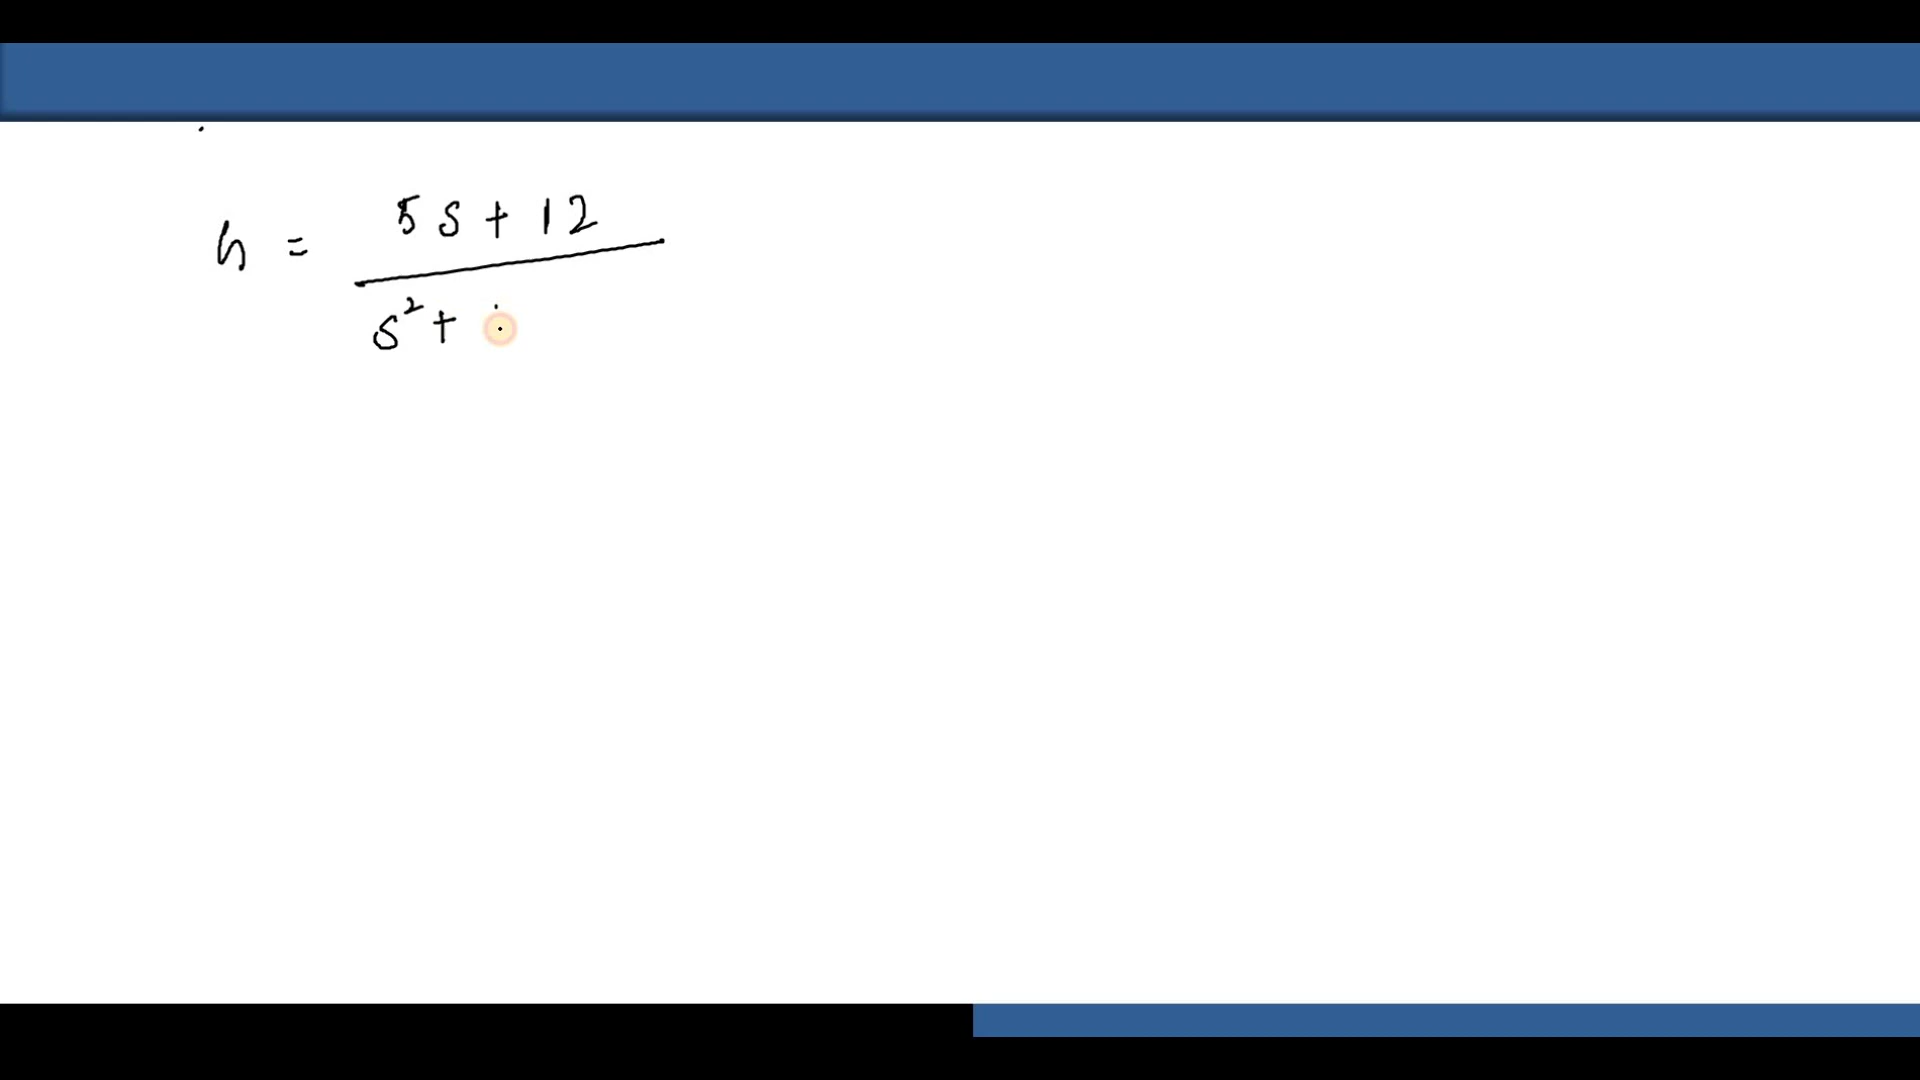 h = 5s + 12
s² +